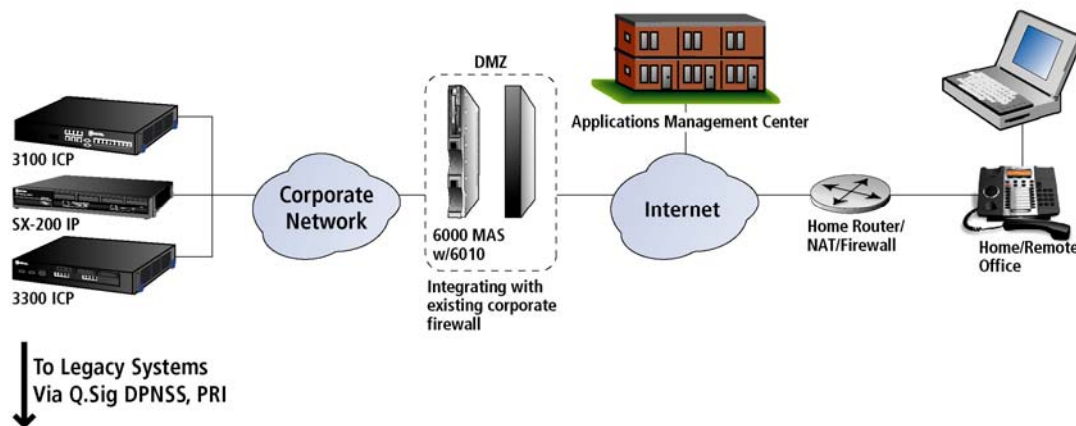 DMZ
Applications Management Center
3100 ICP
SX-200 IP
3300 ICP
Corporate
Network
6000 MAS
w/6010
Integrating with
existing corporate
firewall
Internet
Home Router/
NAT/Firewall
Home/Remote
Office
To Legacy Systems
Via Q.Sig DPNSS, PRI